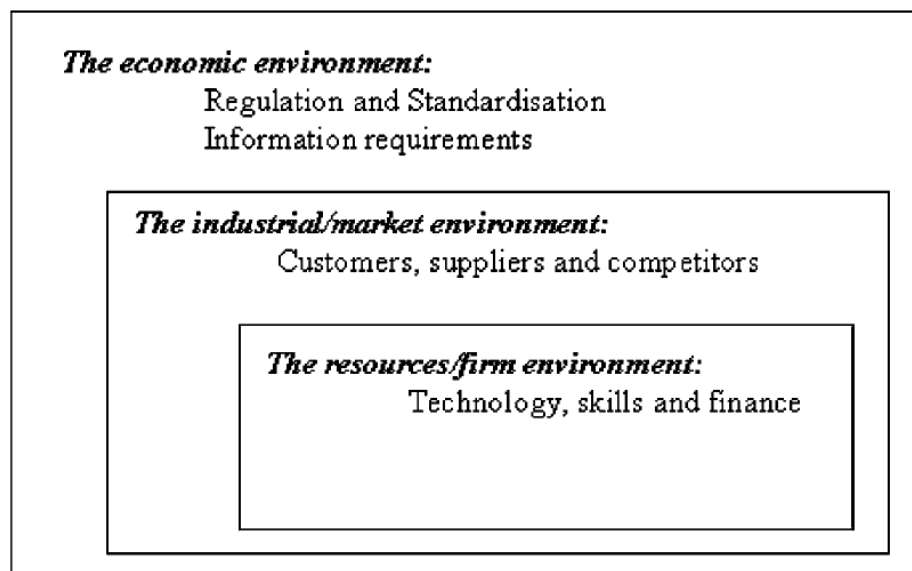 The economic environment:
Regulation and Standardisation
Information requirements
The industrial/market environment:
Customers, suppliers and competitors
The resources/firm environment:
Technology, skills and finance